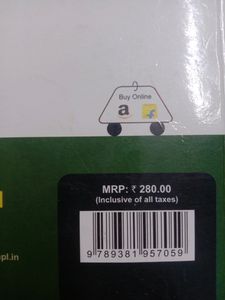 Buy Online
a
MRP: ₹ 280.00
(Inclusive of all taxes)
pl.in
9 789381 957059